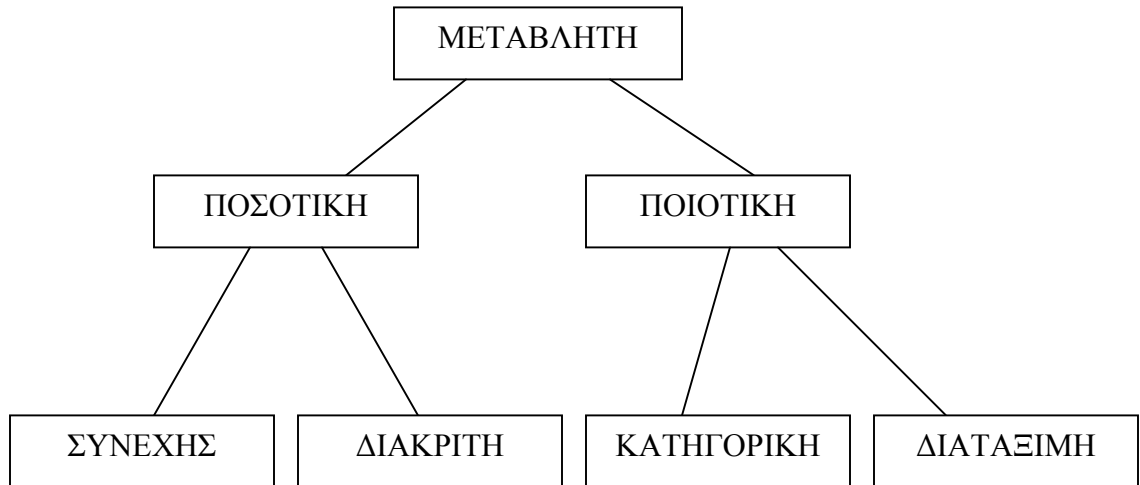 ΜΕΤΑΒΛΗΤΗ
ΠΟΣΟΤΙΚΗ
ΠΟΙΟΤΙΚΗ
ΣΥΝΕΧΗΣ
ΔΙΑΚΡΙΤΗ
ΚΑΤΗΓΟΡΙΚΗ
ΔΙΑΤΑΞΙΜΗ